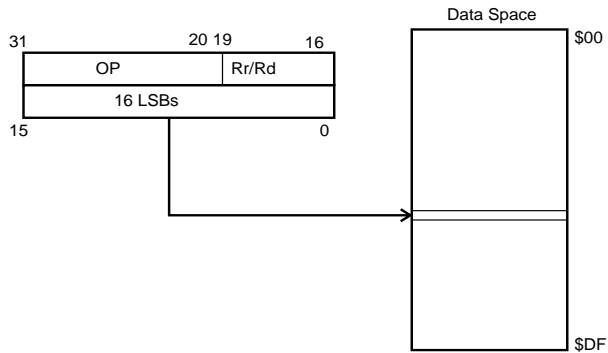 Data Space
31 20 19 16
$00
OP Rr/Rd
16 LSBs
15 0
$DF